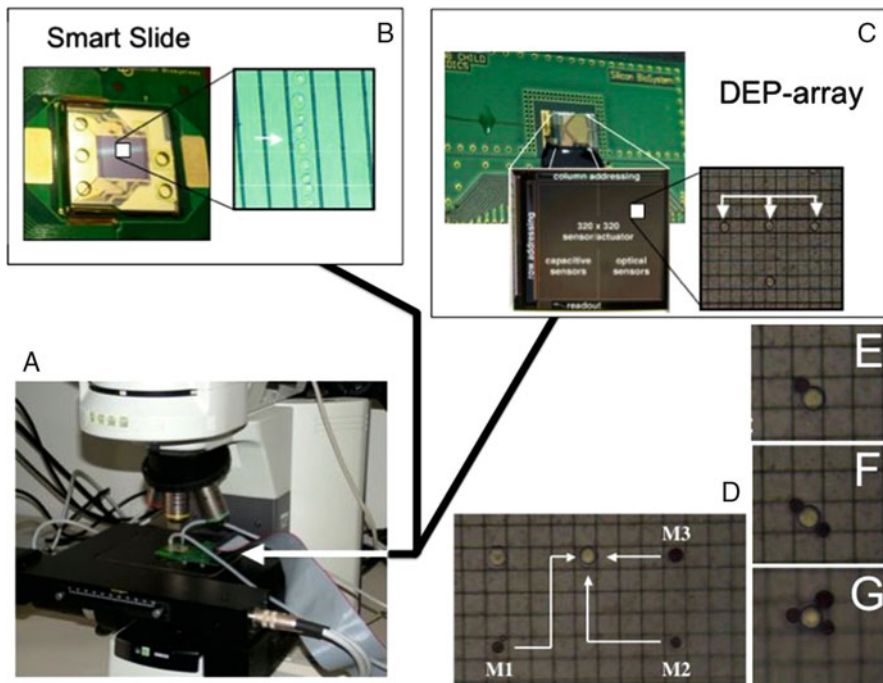 B
Smart Slide
C
Silicon BioSystem
DEP-array
column addressing
row addressing
320 x 320
sensor/actuator
capacitive
sensors
optical
sensors
readout
A
D
M3
M1
M2
E
F
G